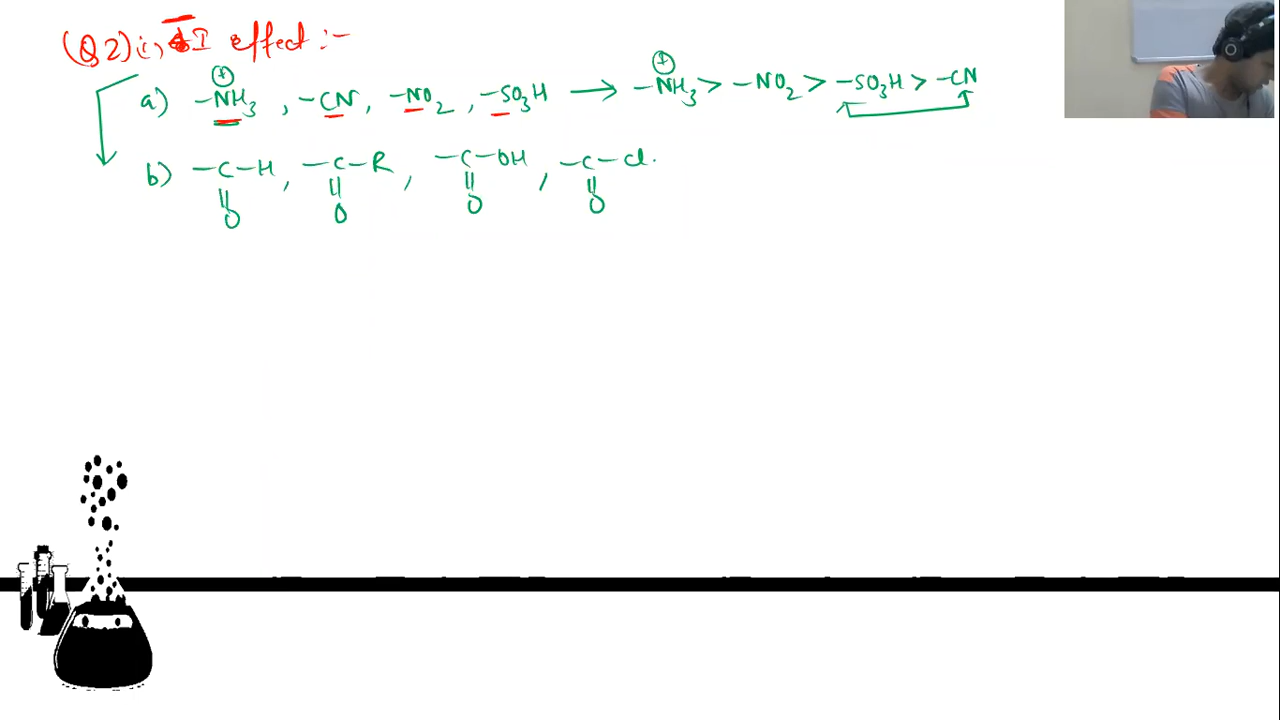 (Q2) i) -I effect :-
a) -N⊕H₃, -CN, -NO₂, -SO₃H → -N⊕H₃ > -NO₂ > -SO₃H > -CN
b) -C-H, -C-R, -C-OH, -C-Cl.
|| || || ||
O O O O